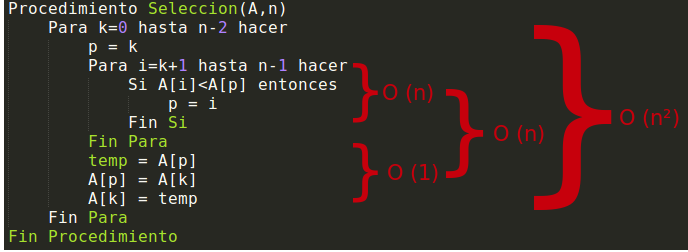 Procedimiento Seleccion(A,n)
Para k=0 hasta n-2 hacer
p = k
Para i=k+1 hasta n-1 hacer
Si A[i]<A[p] entonces
p = i
Fin Si
Fin Para
temp = A[p]
A[p] = A[k]
A[k] = temp
Fin Para
Fin Procedimiento
O (n)
O (1)
O (n)
O (n²)